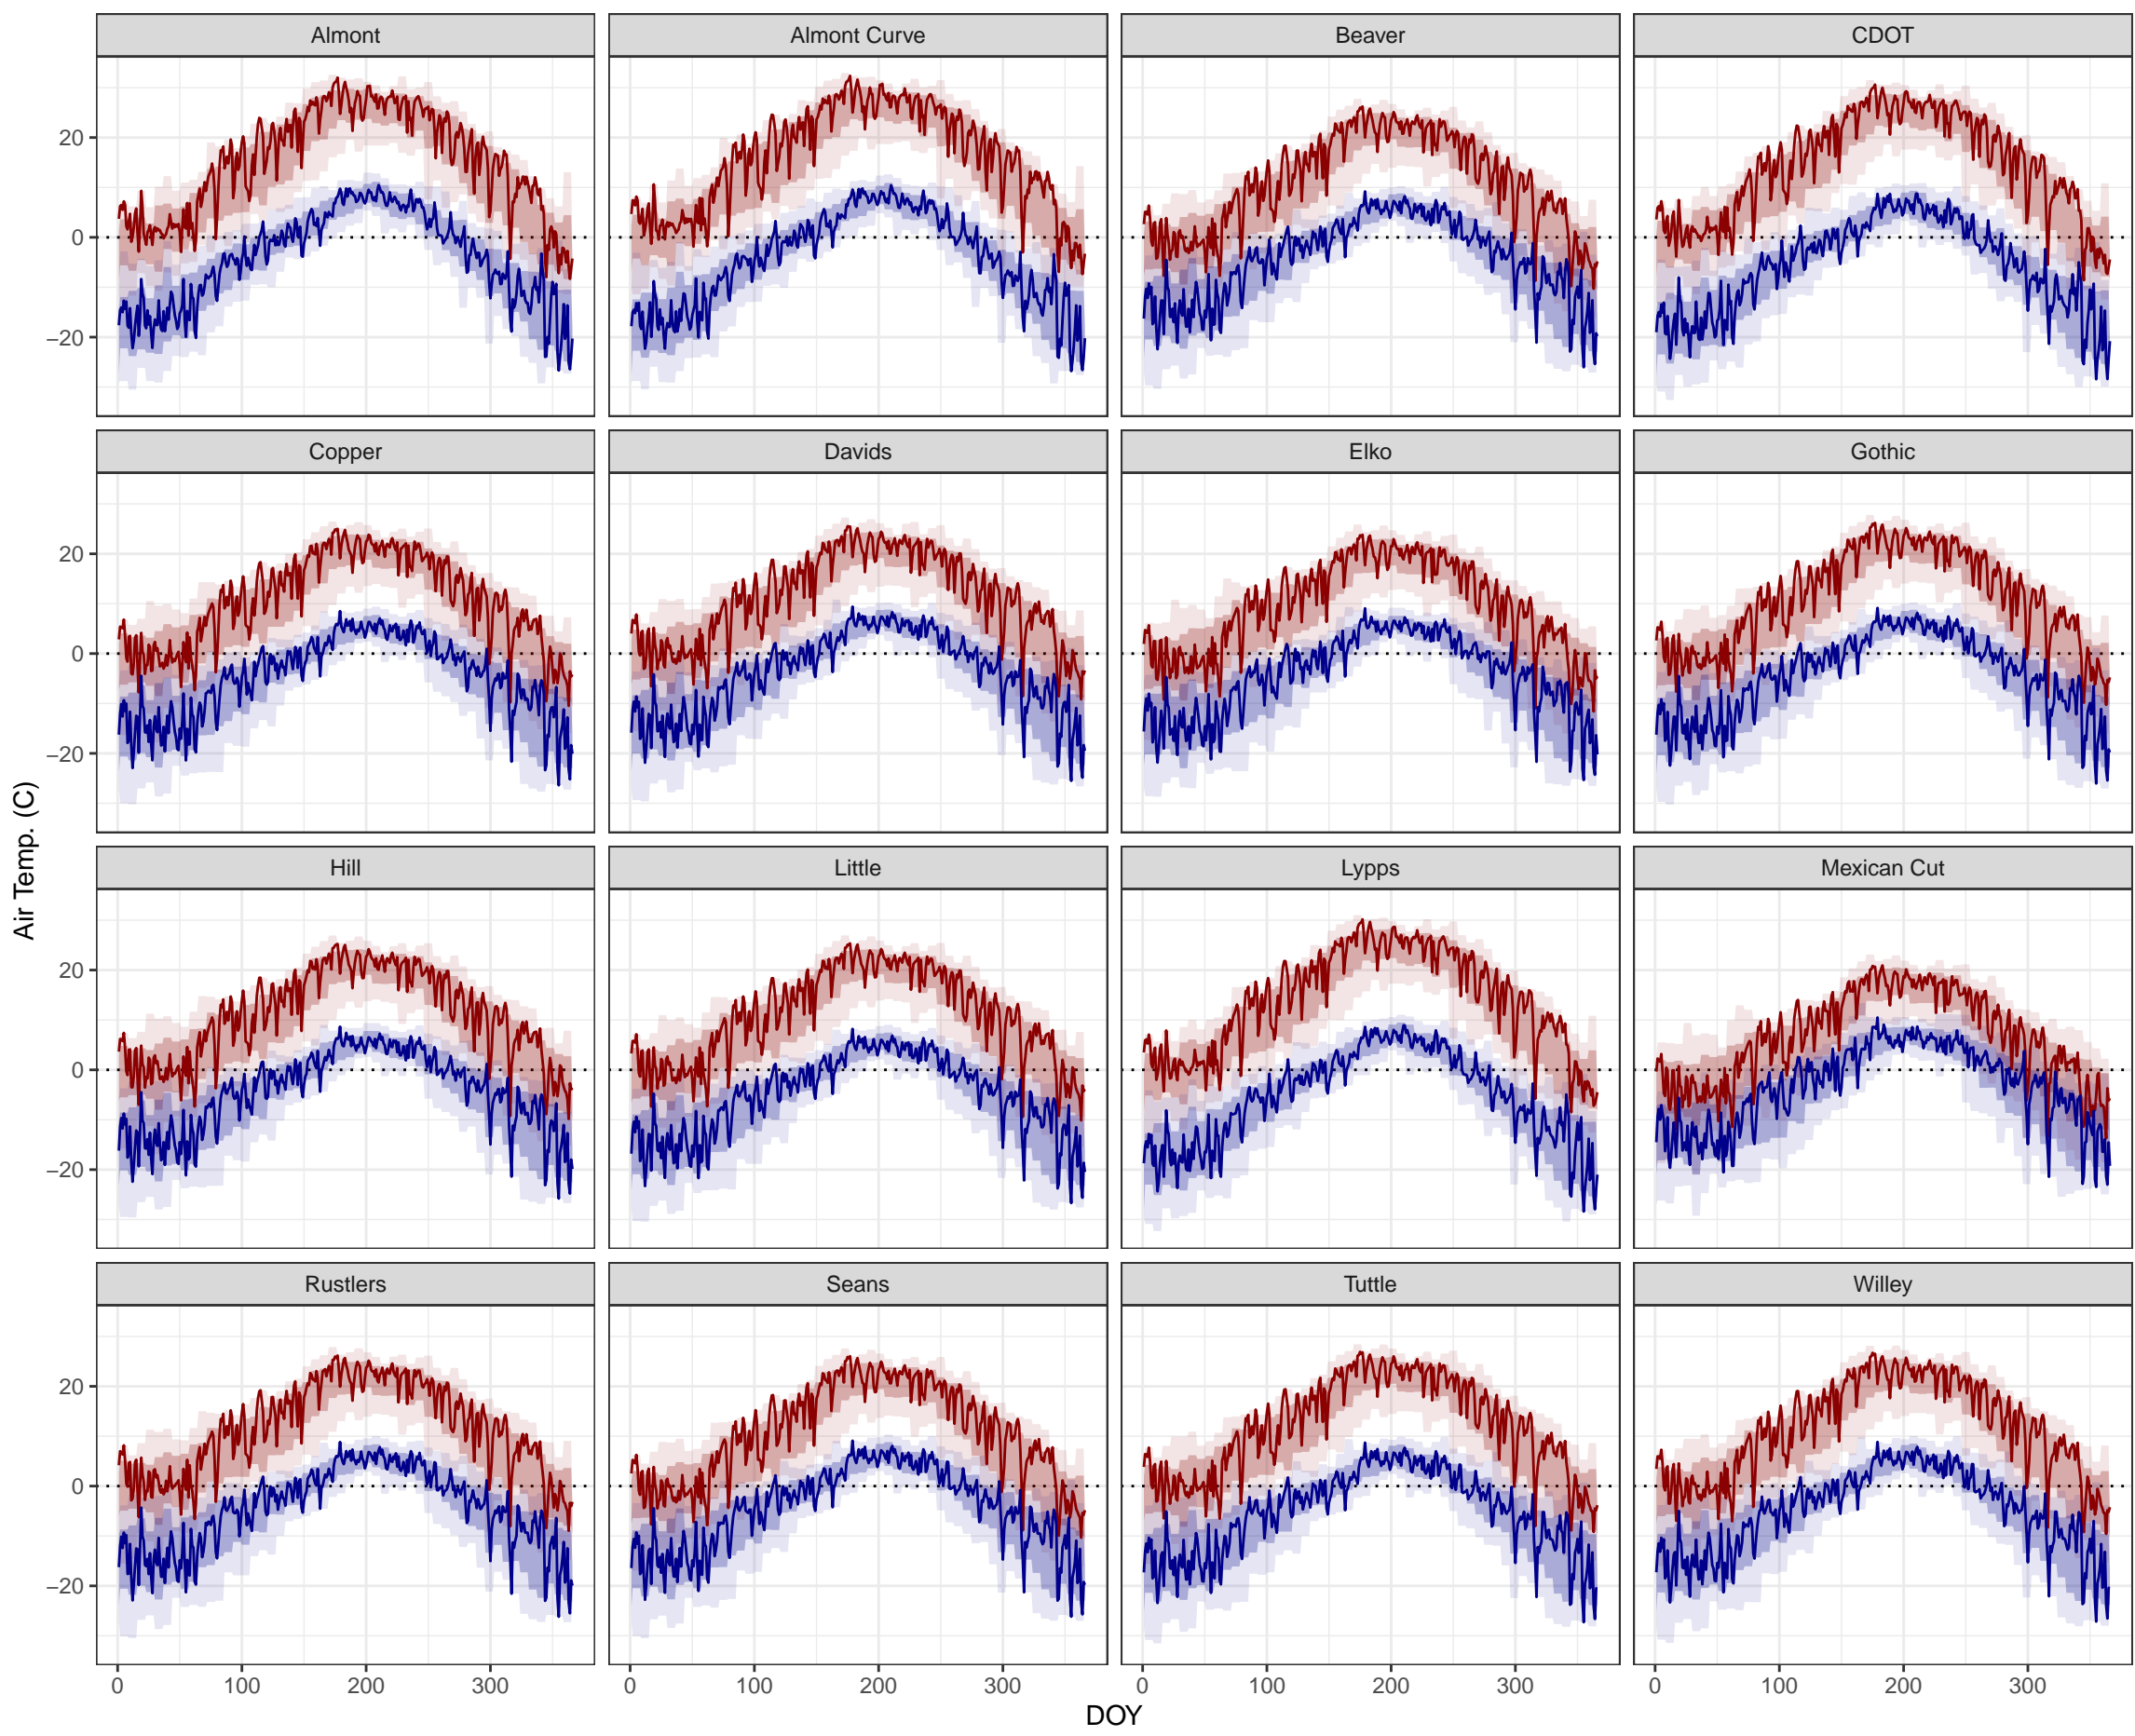 Almont Almont Curve Beaver CDOT
20
0
−20
Copper Davids Elko Gothic
20
0
−20
Hill Little Lypps Mexican Cut
20
0
−20
Rustlers Seans Tuttle Willey
20
0
−20
0 100 200 300 0 100 200 300 0 100 200 300 0 100 200 300
DOY
Air Temp. (C)